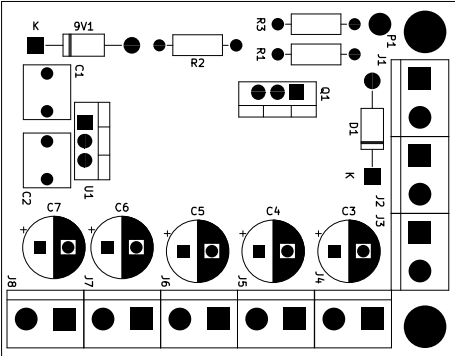 K 9V1 R3 P1
R2 R1 J1
C1 Q1
D1
C2 U1 K J2 J3
C7 C6 C5 C4 C3
+ + + + +
J8 J7 J6 J5 J4